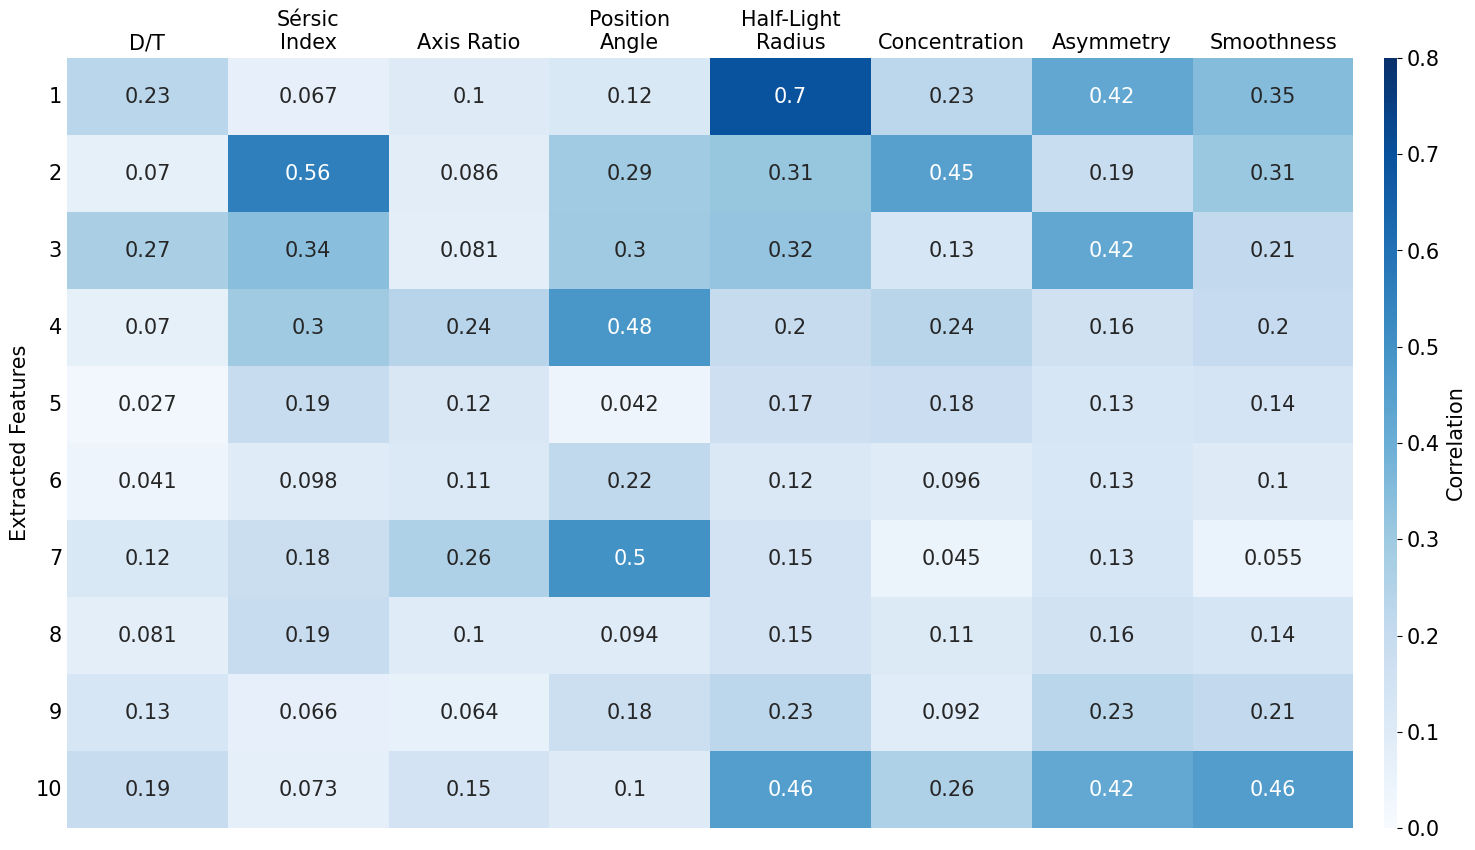 Sérsic
Index
Position
Angle
Half-Light
Radius
D/T
Axis Ratio
Concentration
Asymmetry
Smoothness
1 0.23 0.067 0.1 0.12 0.7 0.23 0.42 0.35
2 0.07 0.56 0.086 0.29 0.31 0.45 0.19 0.31
3 0.27 0.34 0.081 0.3 0.32 0.13 0.42 0.21
4 0.07 0.3 0.24 0.48 0.2 0.24 0.16 0.2
5 0.027 0.19 0.12 0.042 0.17 0.18 0.13 0.14
6 0.041 0.098 0.11 0.22 0.12 0.096 0.13 0.1
7 0.12 0.18 0.26 0.5 0.15 0.045 0.13 0.055
8 0.081 0.19 0.1 0.094 0.15 0.11 0.16 0.14
9 0.13 0.066 0.064 0.18 0.23 0.092 0.23 0.21
10 0.19 0.073 0.15 0.1 0.46 0.26 0.42 0.46
Extracted Features
0.8
0.7
0.6
0.5
0.4
0.3
0.2
0.1
0.0
Correlation